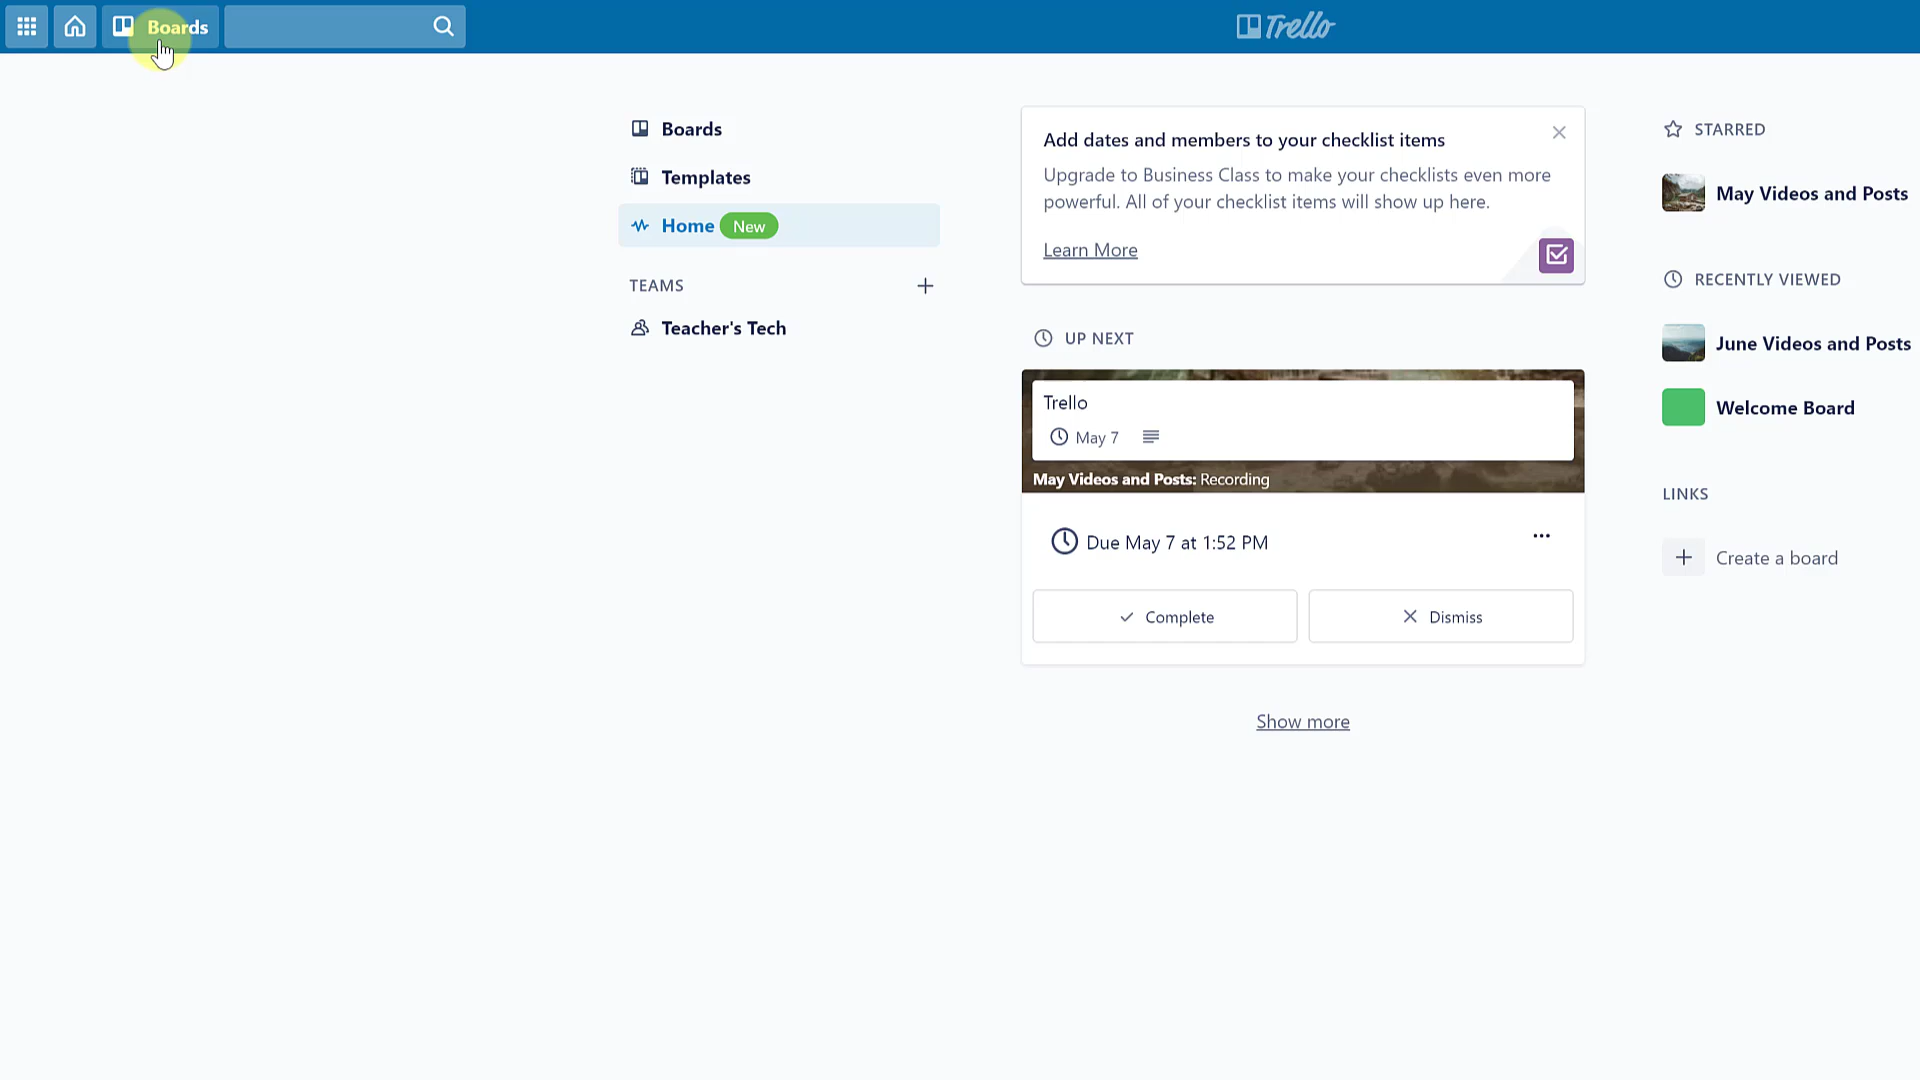 Boards
Trello
Boards
Templates
Home New
TEAMS
Teacher's Tech
Add dates and members to your checklist items
Upgrade to Business Class to make your checklists even more
powerful. All of your checklist items will show up here.
Learn More
UP NEXT
Trello
May 7
May Videos and Posts: Recording
Due May 7 at 1:52 PM
Complete
Dismiss
Show more
STARRED
May Videos and Posts
RECENTLY VIEWED
June Videos and Posts
Welcome Board
LINKS
Create a board